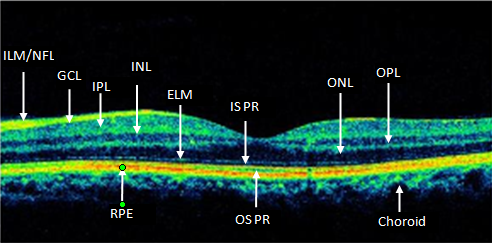 ILM/NFL
GCL
IPL
INL
ELM
IS PR
ONL
OPL
RPE
OS PR
Choroid